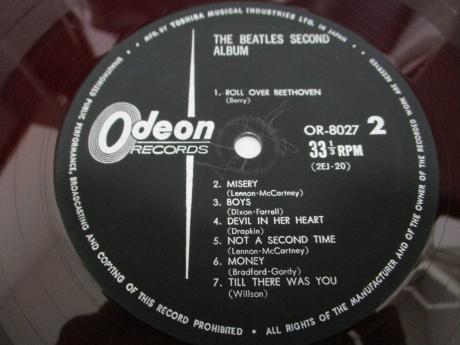 MFG. BY TOSHIBA MUSICAL INDUSTRIES LTD. IN JAPAN. • ALL RIGHTS OF THE MANUFACTURER AND OF THE OWNER OF THE RECORDED WORK ARE RESERVED
UNAUTHORIZED PUBLIC PERFORMANCE, BROADCASTING AND COPYING OF THIS RECORD PROHIBITED •
THE BEATLES SECOND
ALBUM
1. ROLL OVER BEETHOVEN
(Berry)
Odeon
RECORDS
OR-8027 2
33 1/3 RPM
(2EJ-20)
2. MISERY
(Lennon-McCartney)
3. BOYS
(Dixon-Farrell)
4. DEVIL IN HER HEART
(Drapkin)
5. NOT A SECOND TIME
(Lennon-McCartney)
6. MONEY
(Bradford-Gordy)
7. TILL THERE WAS YOU
(Willson)